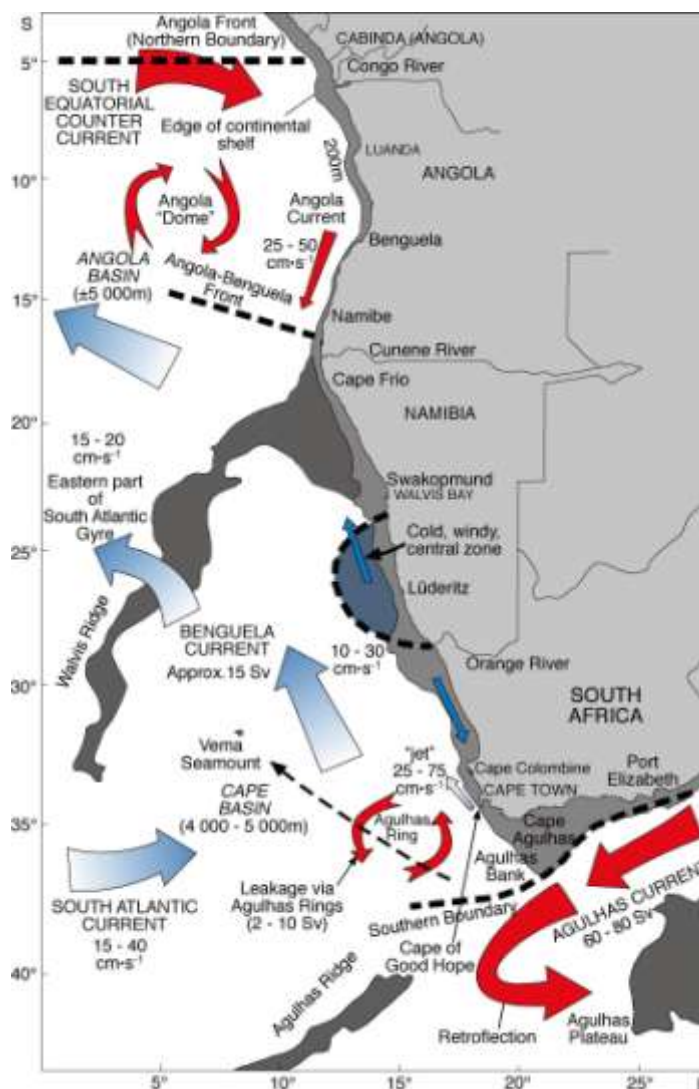 S
Angola Front
(Northern Boundary)
CABINDA (ANGOLA)
5°
Congo River
SOUTH
EQUATORIAL
COUNTER
CURRENT
Edge of continental
shelf
200m
LUANDA
10°
ANGOLA
Angola
"Dome"
Angola
Current
25 - 50
cm•s⁻¹
Benguela
ANGOLA
BASIN
(±5 000m)
Angola-Benguela
Front
15°
Namibe
Cunene River
Cape Frio
NAMIBIA
20°
15 - 20
cm•s⁻¹
Eastern part
of
South Atlantic
Gyre
Swakopmund
WALVIS BAY
Cold, windy,
central zone
25°
Lüderitz
Walvis Ridge
BENGUELA
CURRENT
Approx.15 Sv
10 - 30
cm•s⁻¹
Orange River
30°
SOUTH
AFRICA
Vema
Seamount
"jet"
25 - 75
cm•s⁻¹
Cape Colombine
CAPE TOWN
Port
Elizabeth
CAPE
BASIN
(4 000 - 5 000m)
Agulhas
Ring
Cape
Agulhas
35°
Agulhas
Bank
Leakage via
Agulhas Rings
(2 - 10 Sv)
SOUTH ATLANTIC
CURRENT
15 - 40
cm•s⁻¹
Southern Boundary
AGULHAS CURRENT
60 - 80 Sv
Cape of
Good Hope
40°
Agulhas Ridge
Retroflection
Agulhas
Plateau
5°
10°
15°
20°
25°